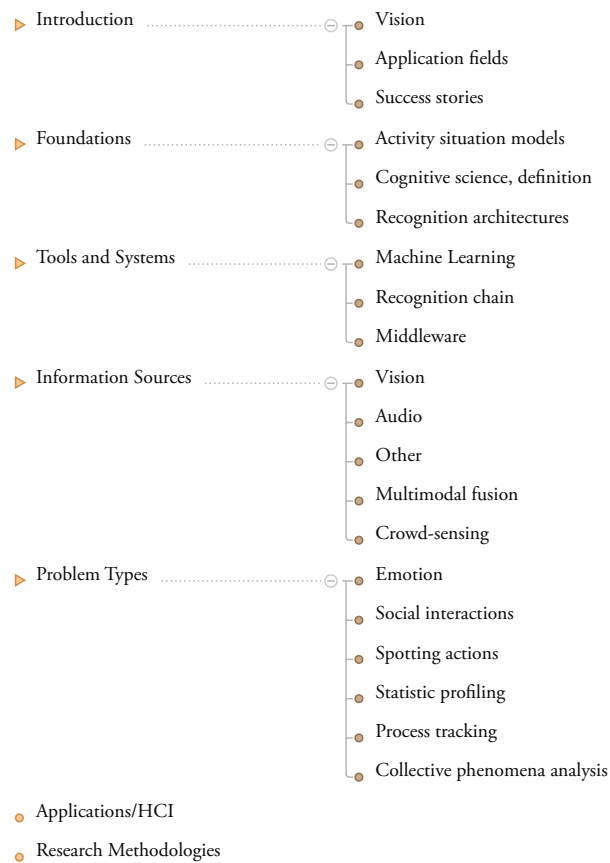 Introduction
Vision
Application fields
Success stories
Foundations
Activity situation models
Cognitive science, definition
Recognition architectures
Tools and Systems
Machine Learning
Recognition chain
Middleware
Information Sources
Vision
Audio
Other
Multimodal fusion
Crowd-sensing
Problem Types
Emotion
Social interactions
Spotting actions
Statistic profiling
Process tracking
Collective phenomena analysis
Applications/HCI
Research Methodologies